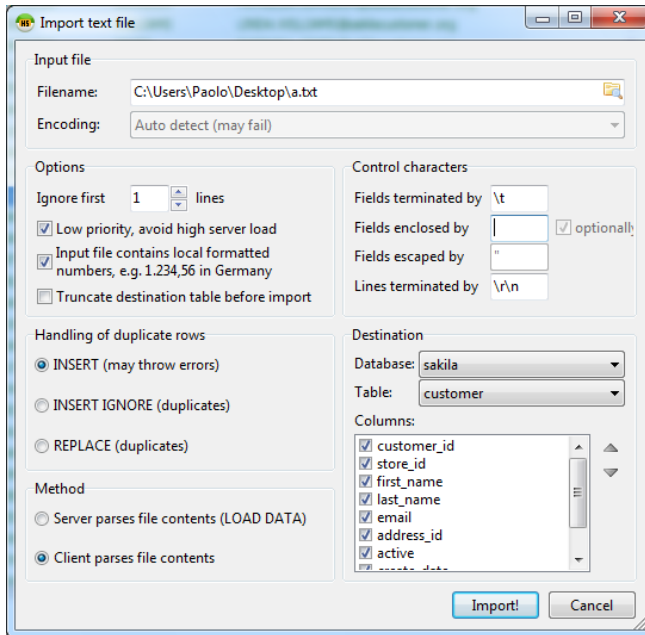 HS Import text file
Input file
Filename: C:\Users\Paolo\Desktop\a.txt
Encoding: Auto detect (may fail)
Options
Ignore first 1 lines
Low priority, avoid high server load
Input file contains local formatted
numbers, e.g. 1.234,56 in Germany
Truncate destination table before import
Control characters
Fields terminated by \t
Fields enclosed by optionally
Fields escaped by "
Lines terminated by \r\n
Handling of duplicate rows
INSERT (may throw errors)
INSERT IGNORE (duplicates)
REPLACE (duplicates)
Method
Server parses file contents (LOAD DATA)
Client parses file contents
Destination
Database: sakila
Table: customer
Columns:
customer_id
store_id
first_name
last_name
email
address_id
active
create_date
Import! Cancel